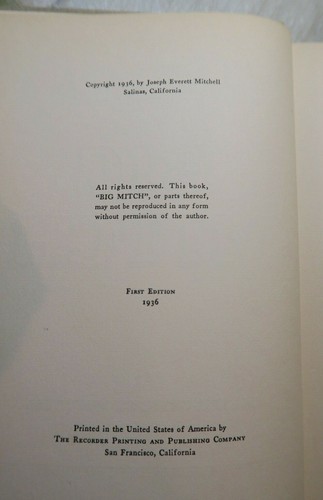 Copyright 1936, by Joseph Everett Mitchell
Salinas, California
All rights reserved. This book,
"BIG MITCH", or parts thereof,
may not be reproduced in any form
without permission of the author.
First Edition
1936
Printed in the United States of America by
The Recorder Printing and Publishing Company
San Francisco, California